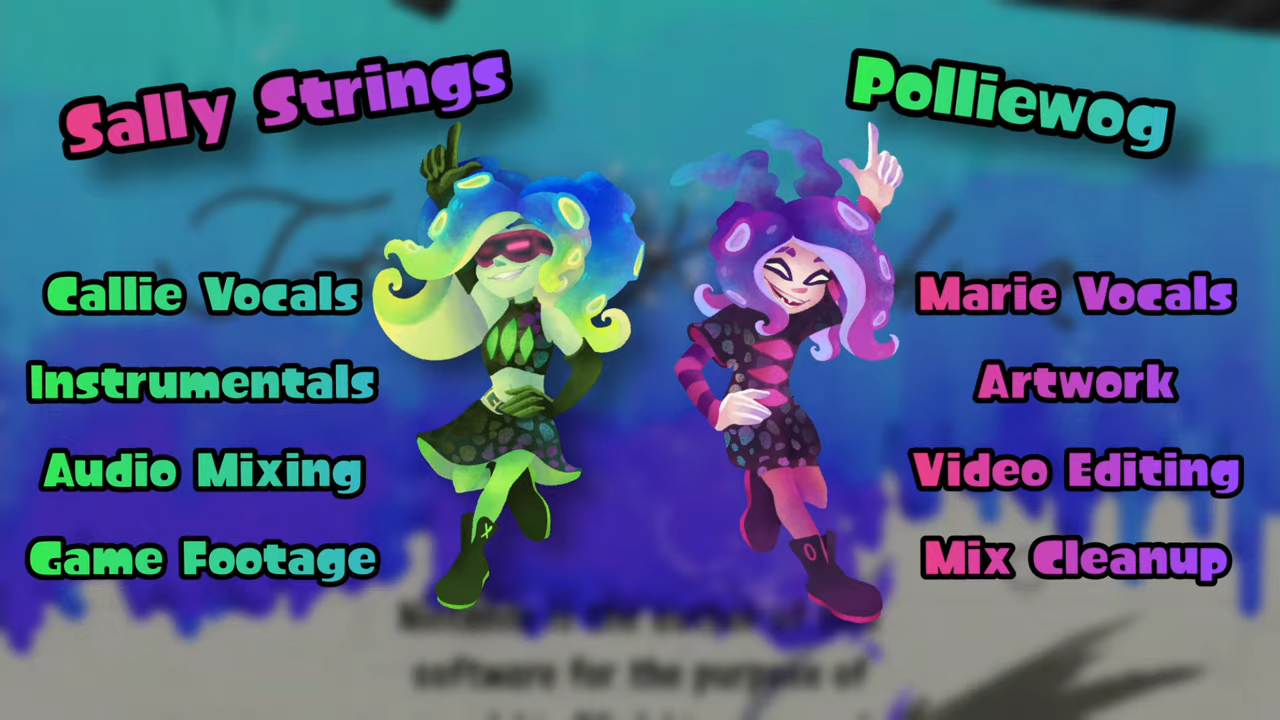 Sally Strings
Polliewog
Callie Vocals
Instrumentals
Audio Mixing
Game Footage
Marie Vocals
Artwork
Video Editing
Mix Cleanup
software for the purpose of